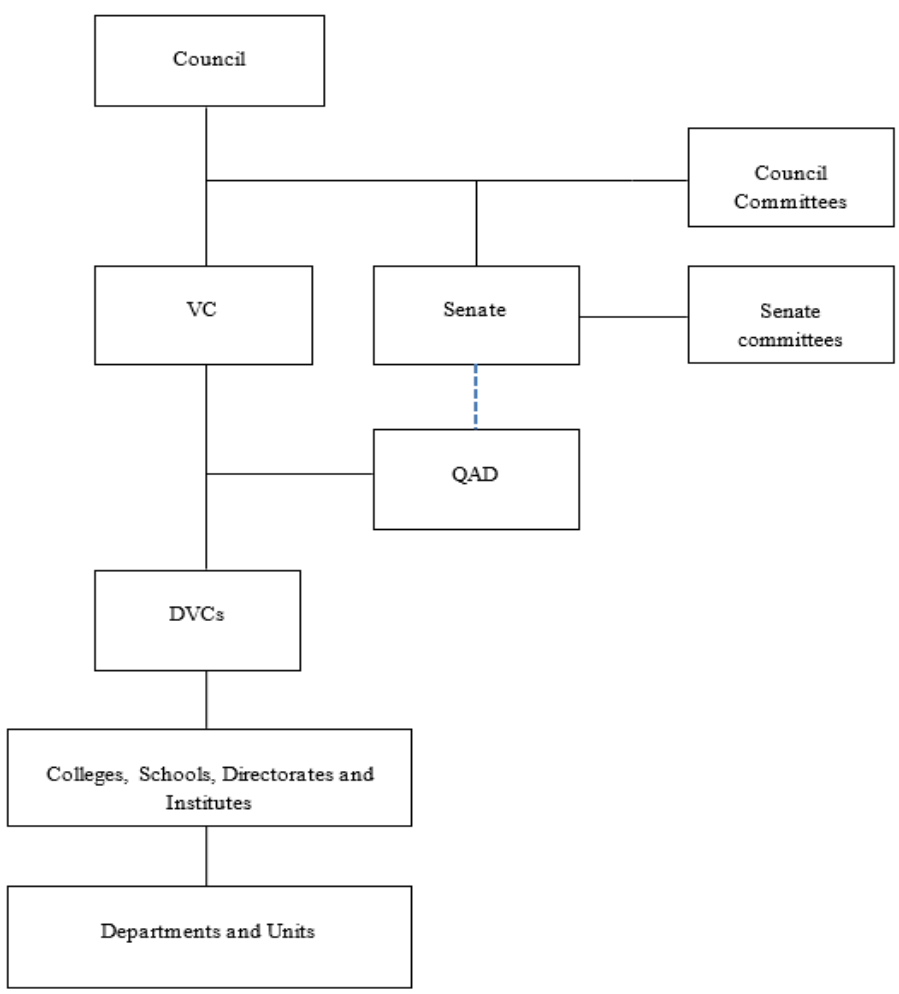 Council
Council
Committees
VC
Senate
Senate
committees
QAD
DVCs
Colleges, Schools, Directorates and
Institutes
Departments and Units